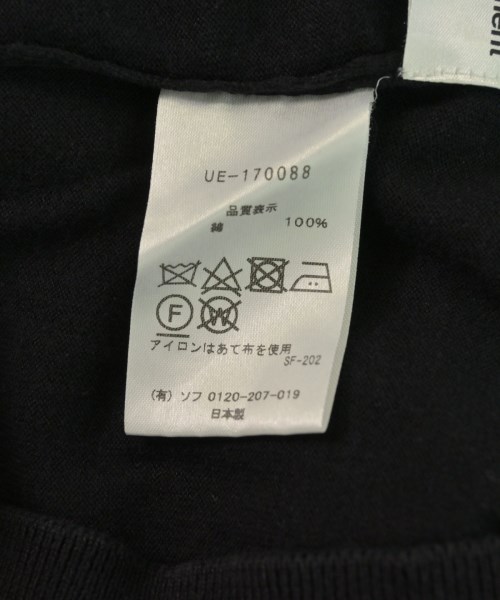 ment
UE-170088
品質表示
綿 100%
F W
アイロンはあて布を使用
SF-202
(有) ソフ 0120-207-019
日本製